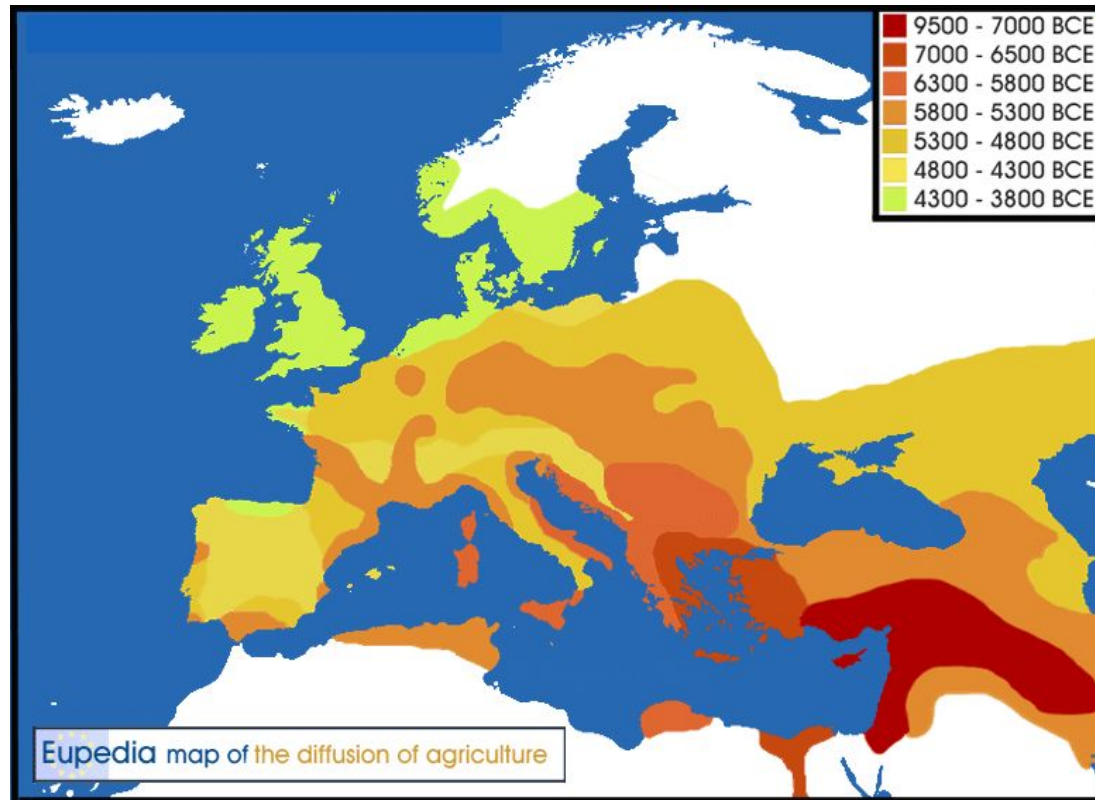 9500 - 7000 BCE
7000 - 6500 BCE
6300 - 5800 BCE
5800 - 5300 BCE
5300 - 4800 BCE
4800 - 4300 BCE
4300 - 3800 BCE
Eupedia map of the diffusion of agriculture